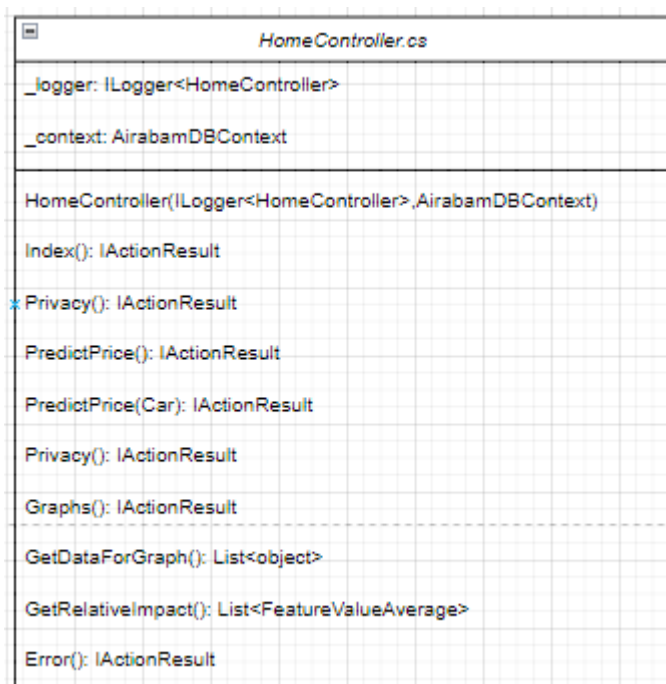 HomeController.cs
_logger: ILogger<HomeController>
_context: AirabamDBContext
HomeController(ILogger<HomeController>,AirabamDBContext)
Index(): IActionResult
Privacy(): IActionResult
PredictPrice(): IActionResult
PredictPrice(Car): IActionResult
Privacy(): IActionResult
Graphs(): IActionResult
GetDataForGraph(): List<object>
GetRelativeImpact(): List<FeatureValueAverage>
Error(): IActionResult